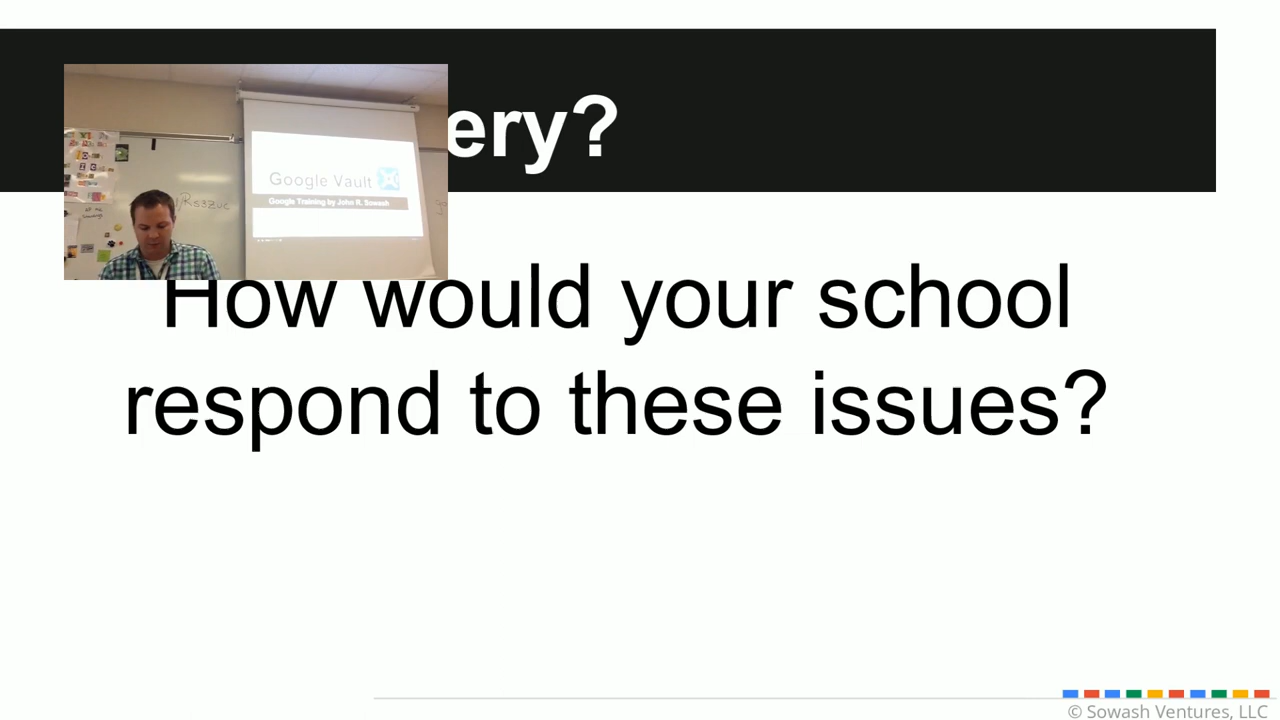 ery?
Google Vault
Google Training by John R. Sowash
How would your school
respond to these issues?
© Sowash Ventures, LLC